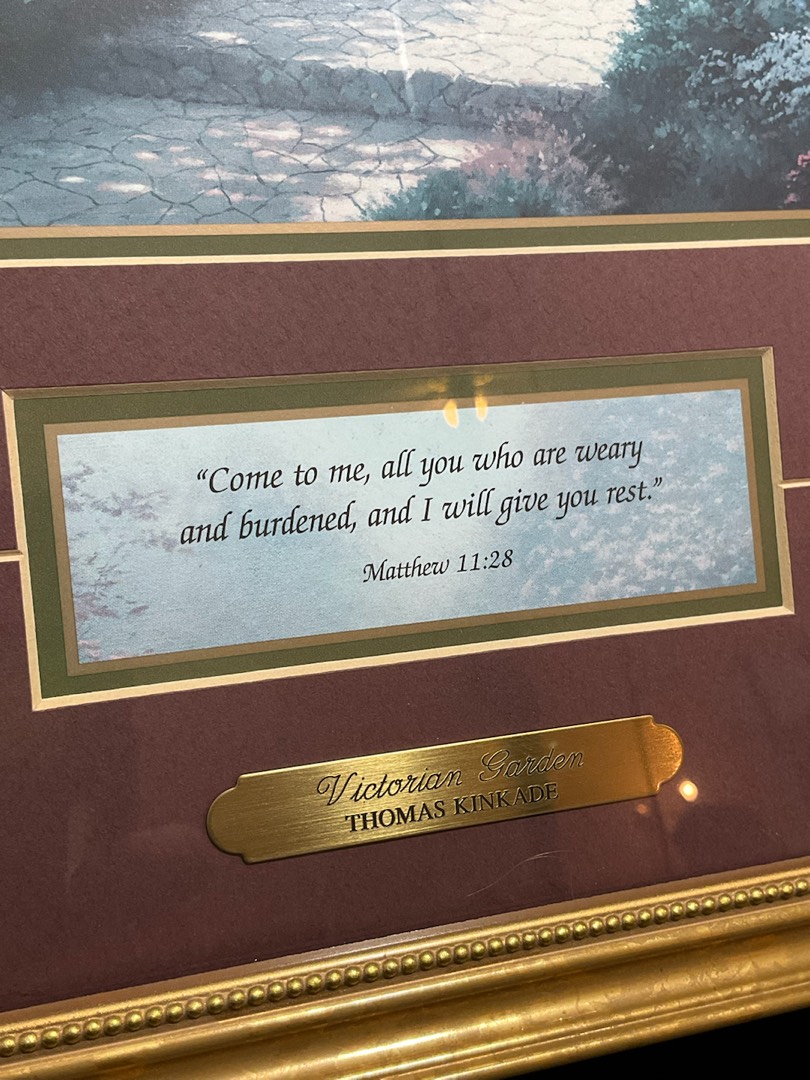 “Come to me, all you who are weary
and burdened, and I will give you rest.”
Matthew 11:28
Victorian Garden
THOMAS KINKADE